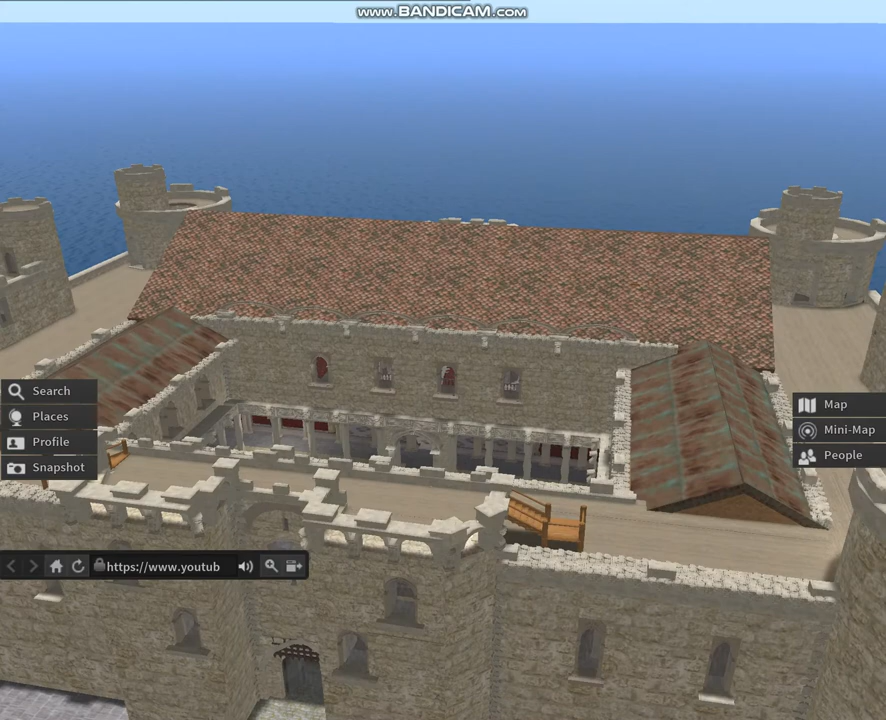 www.BANDICAM.com
Search
Places
Profile
Snapshot
Map
Mini-Map
People
https://www.youtub